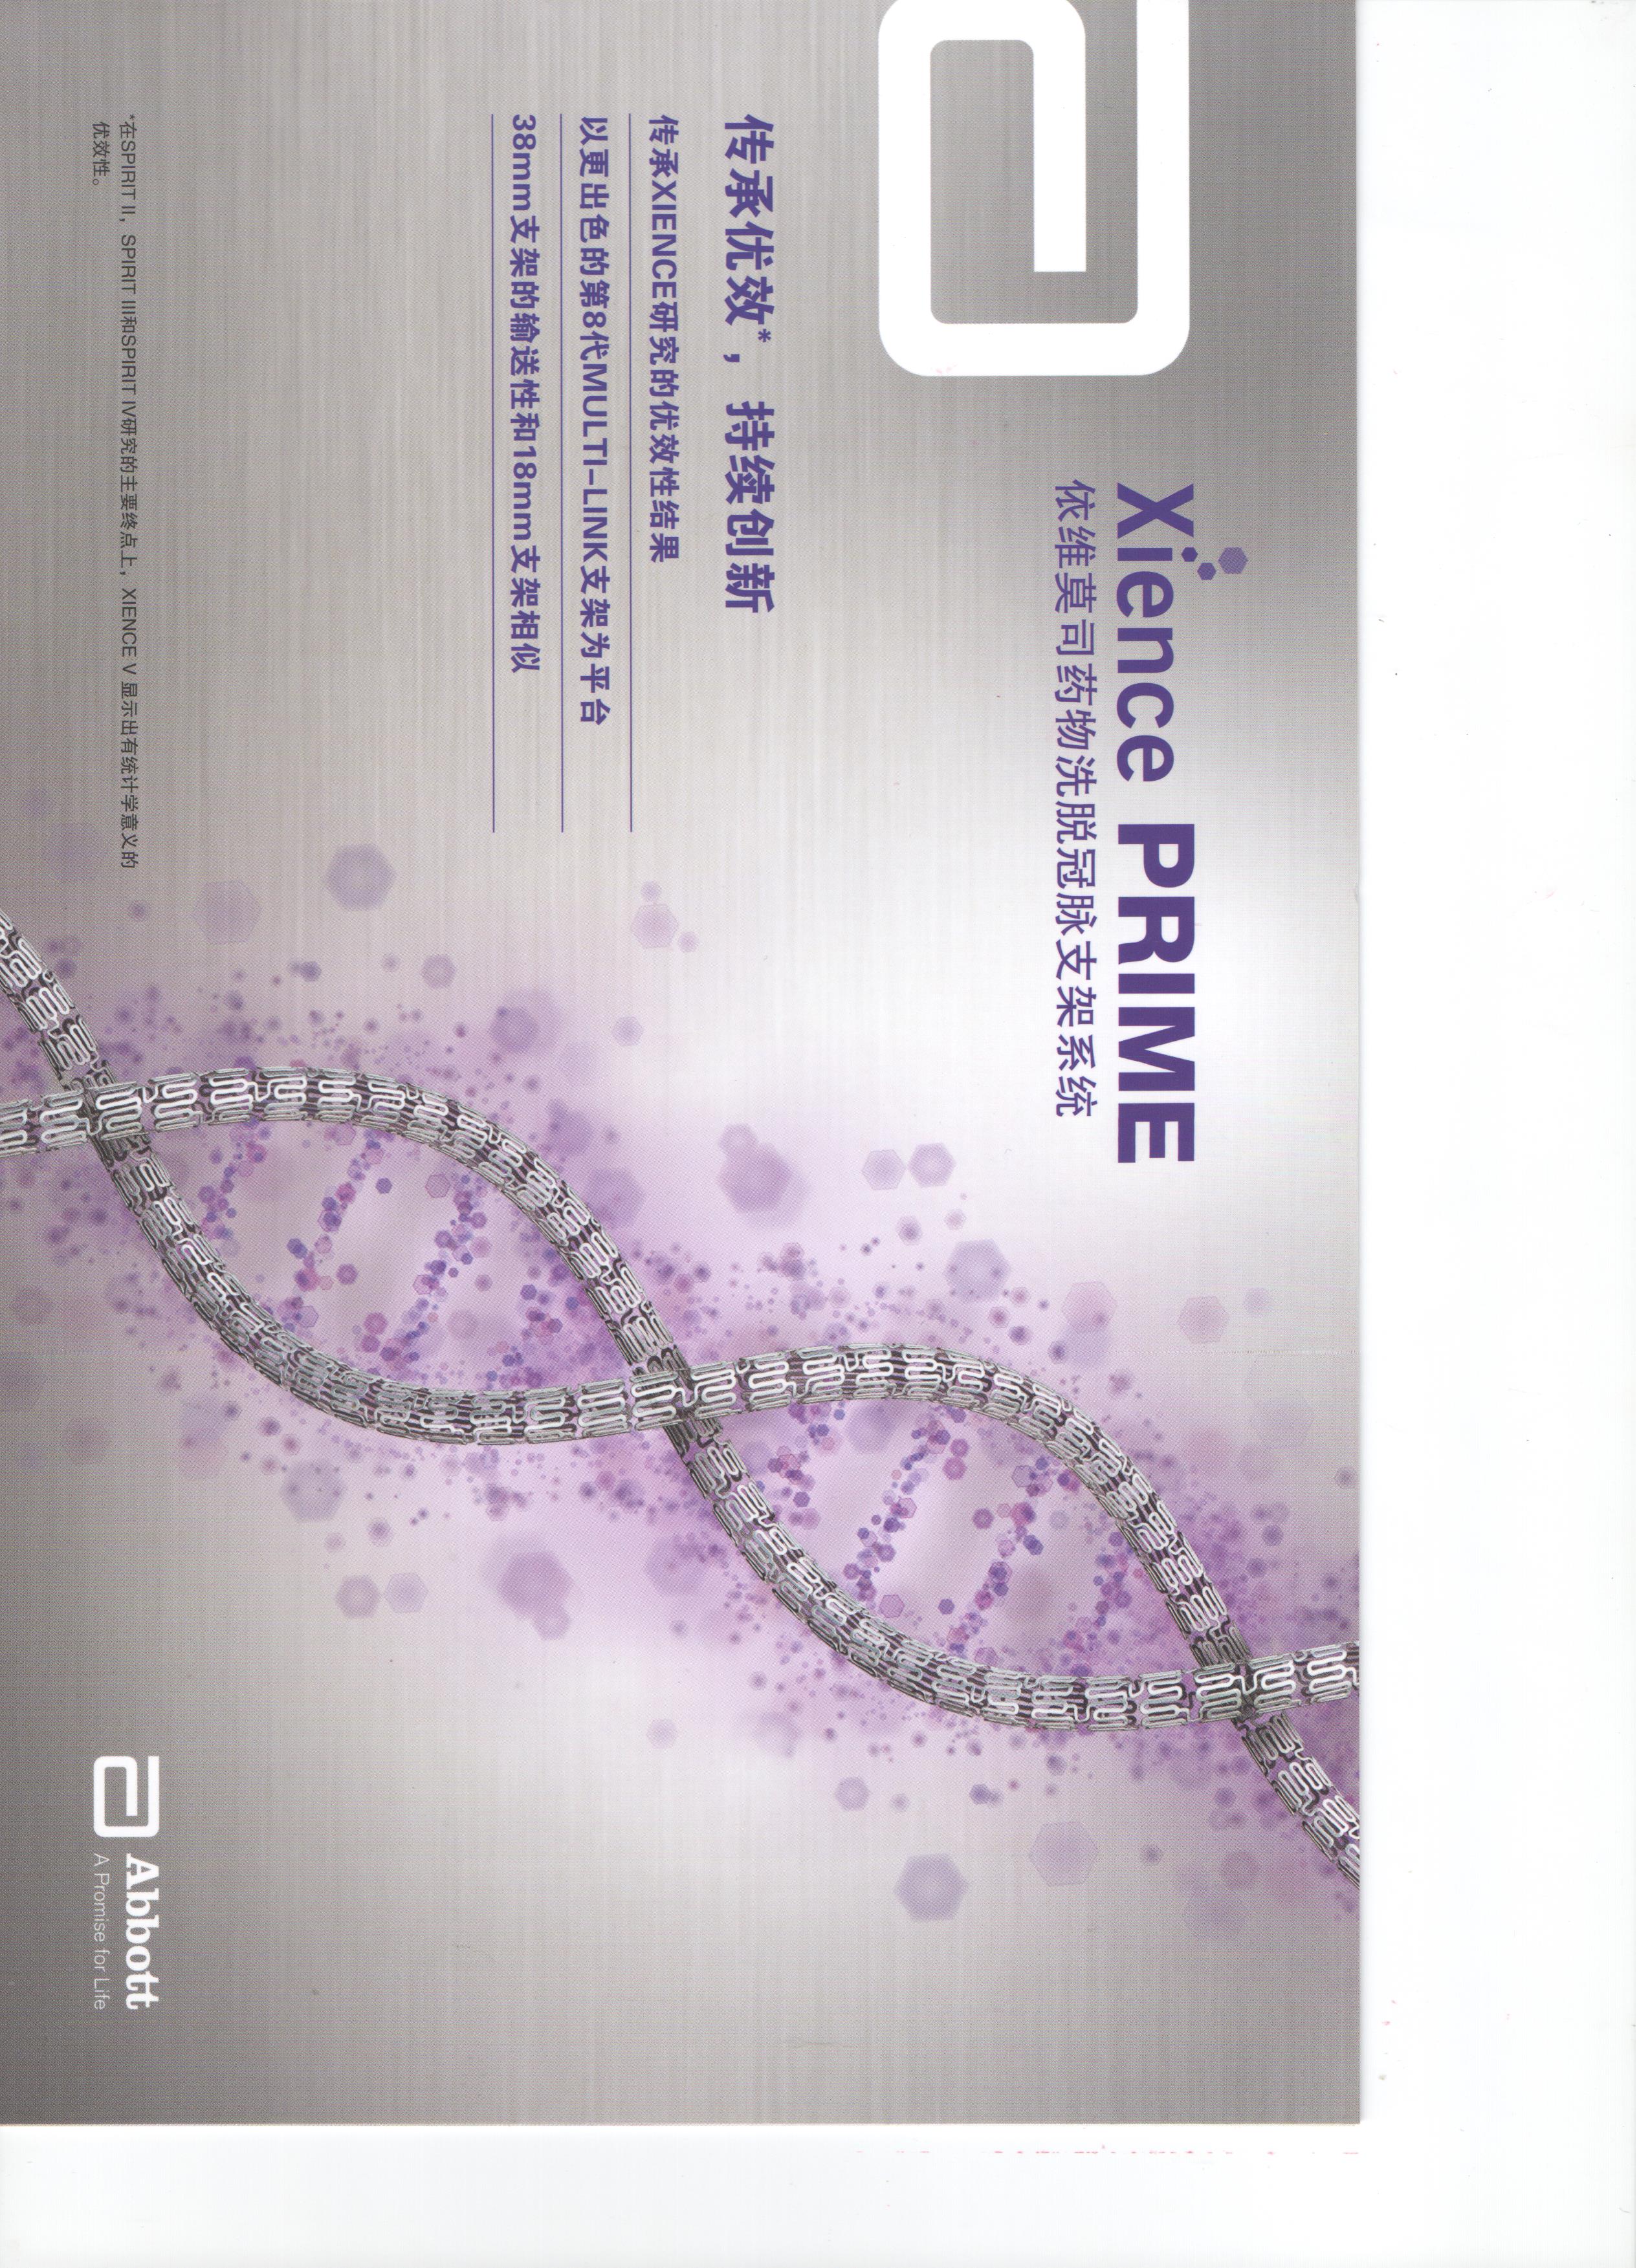 Xience PRIME
依维莫司药物洗脱冠脉支架系统
传承优效*，持续创新
传承XIENCE研究的优效性结果
以更出色的第8代MULTI-LINK支架为平台
38mm支架的输送性和18mm支架相似
*在SPIRIT II，SPIRIT III和SPIRIT IV研究的主要终点上，XIENCE V 显示出有统计学意义的
优效性。
Abbott
A Promise for Life